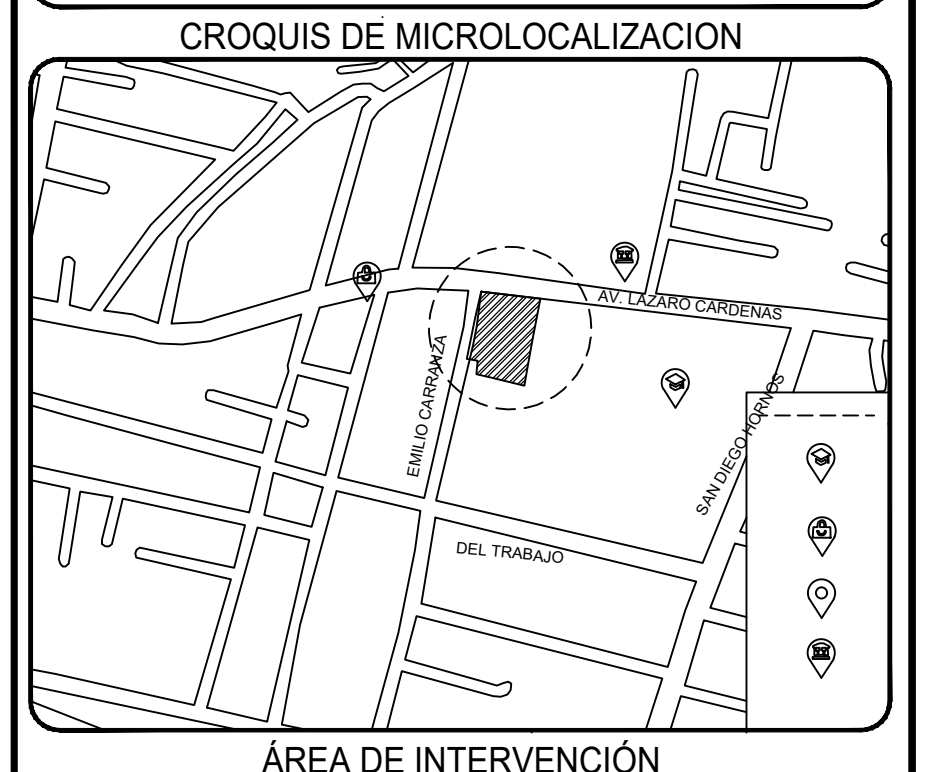 CROQUIS DE MICROLOCALIZACION
AV. LAZARO CARDENAS
EMILIO CARRANZA
SAN DIEGO HORNOS
DEL TRABAJO
ÁREA DE INTERVENCIÓN